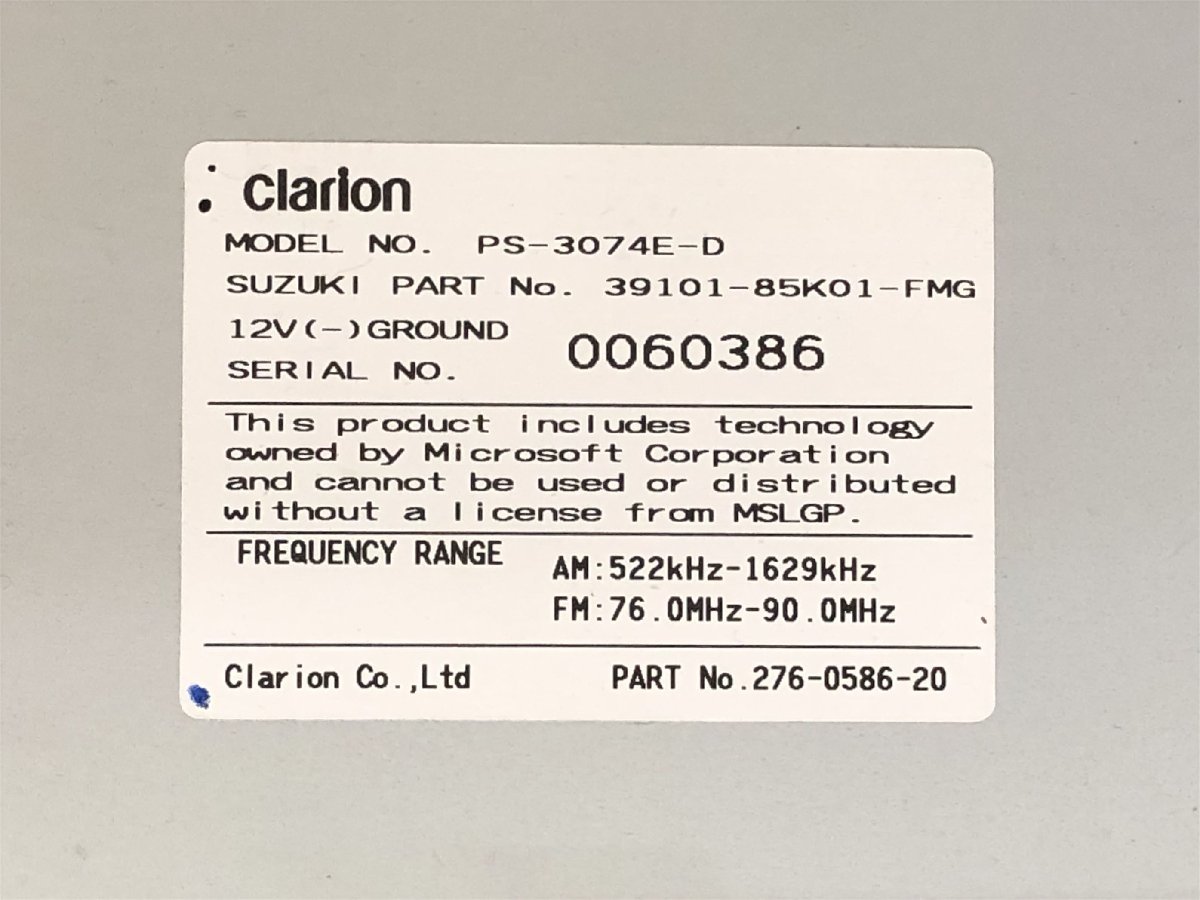 clarion
MODEL NO. PS-3074E-D
SUZUKI PART No. 39101-85K01-FMG
12V(-)GROUND
SERIAL NO. 0060386
This product includes technology
owned by Microsoft Corporation
and cannot be used or distributed
without a license from MSLGP.
FREQUENCY RANGE
AM:522kHz-1629kHz
FM:76.0MHz-90.0MHz
Clarion Co.,Ltd PART No.276-0586-20